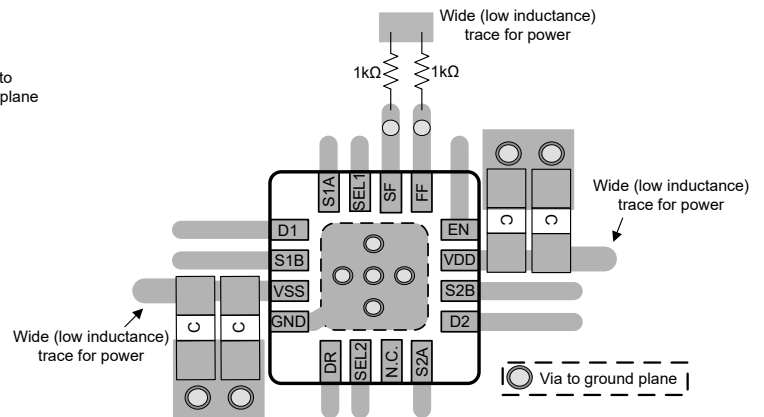 Wide (low inductance)
trace for power
to
plane
1kΩ
1kΩ
S1A
SEL1
SF
FF
Wide (low inductance)
trace for power
C
C
D1
EN
S1B
VDD
VSS
S2B
GND
D2
C
C
Wide (low inductance)
trace for power
DR
SEL2
N.C.
S2A
Via to ground plane